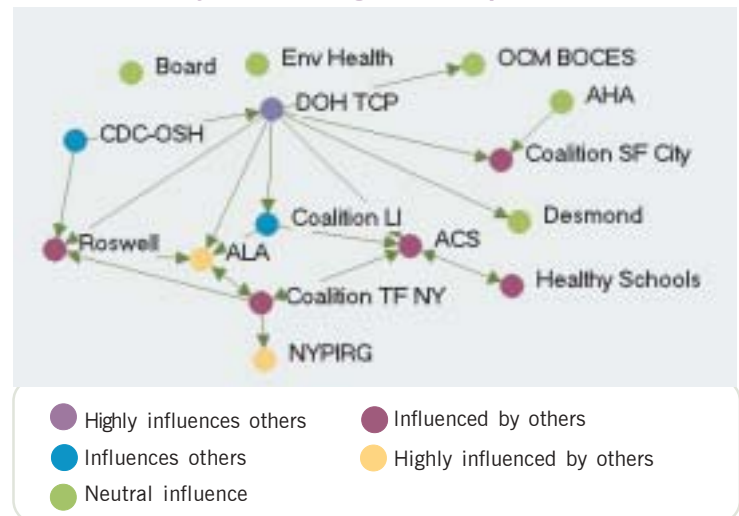 Board
Env Health
OCM BOCES
DOH TCP
AHA
CDC-OSH
Coalition SF City
Coalition LI
Desmond
Roswell
ALA
ACS
Healthy Schools
Coalition TF NY
NYPIRG
Highly influences others
Influenced by others
Influences others
Highly influenced by others
Neutral influence